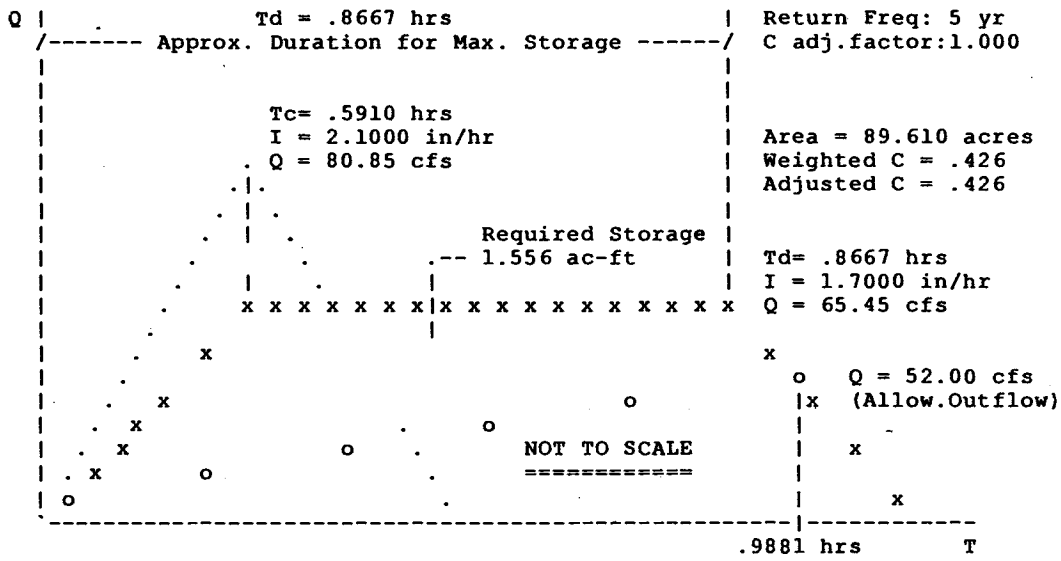 Q | Td = .8667 hrs | Return Freq: 5 yr
/------- Approx. Duration for Max. Storage ------/ C adj.factor:1.000
Tc= .5910 hrs
I = 2.1000 in/hr Area = 89.610 acres
Q = 80.85 cfs Weighted C = .426
Adjusted C = .426
Required Storage
1.556 ac-ft Td= .8667 hrs
I = 1.7000 in/hr
x x x x x x x|x x x x x x x x x x x Q = 65.45 cfs
x x
o Q = 52.00 cfs
x o |x (Allow.Outflow)
x o
x o NOT TO SCALE x
x o ============
o x
.9881 hrs T